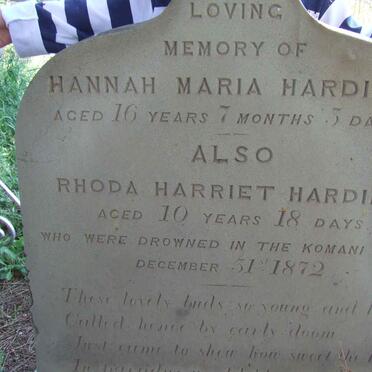 LOVING
MEMORY OF
HANNAH MARIA HARDI
AGED 16 YEARS 7 MONTHS 3 DA
ALSO
RHODA HARRIET HARDI
AGED 10 YEARS 18 DAYS
WHO WERE DROWNED IN THE KOMANI
DECEMBER 31st 1872
These lovely buds so young and
Called hence by early doom
Just came to show how sweet